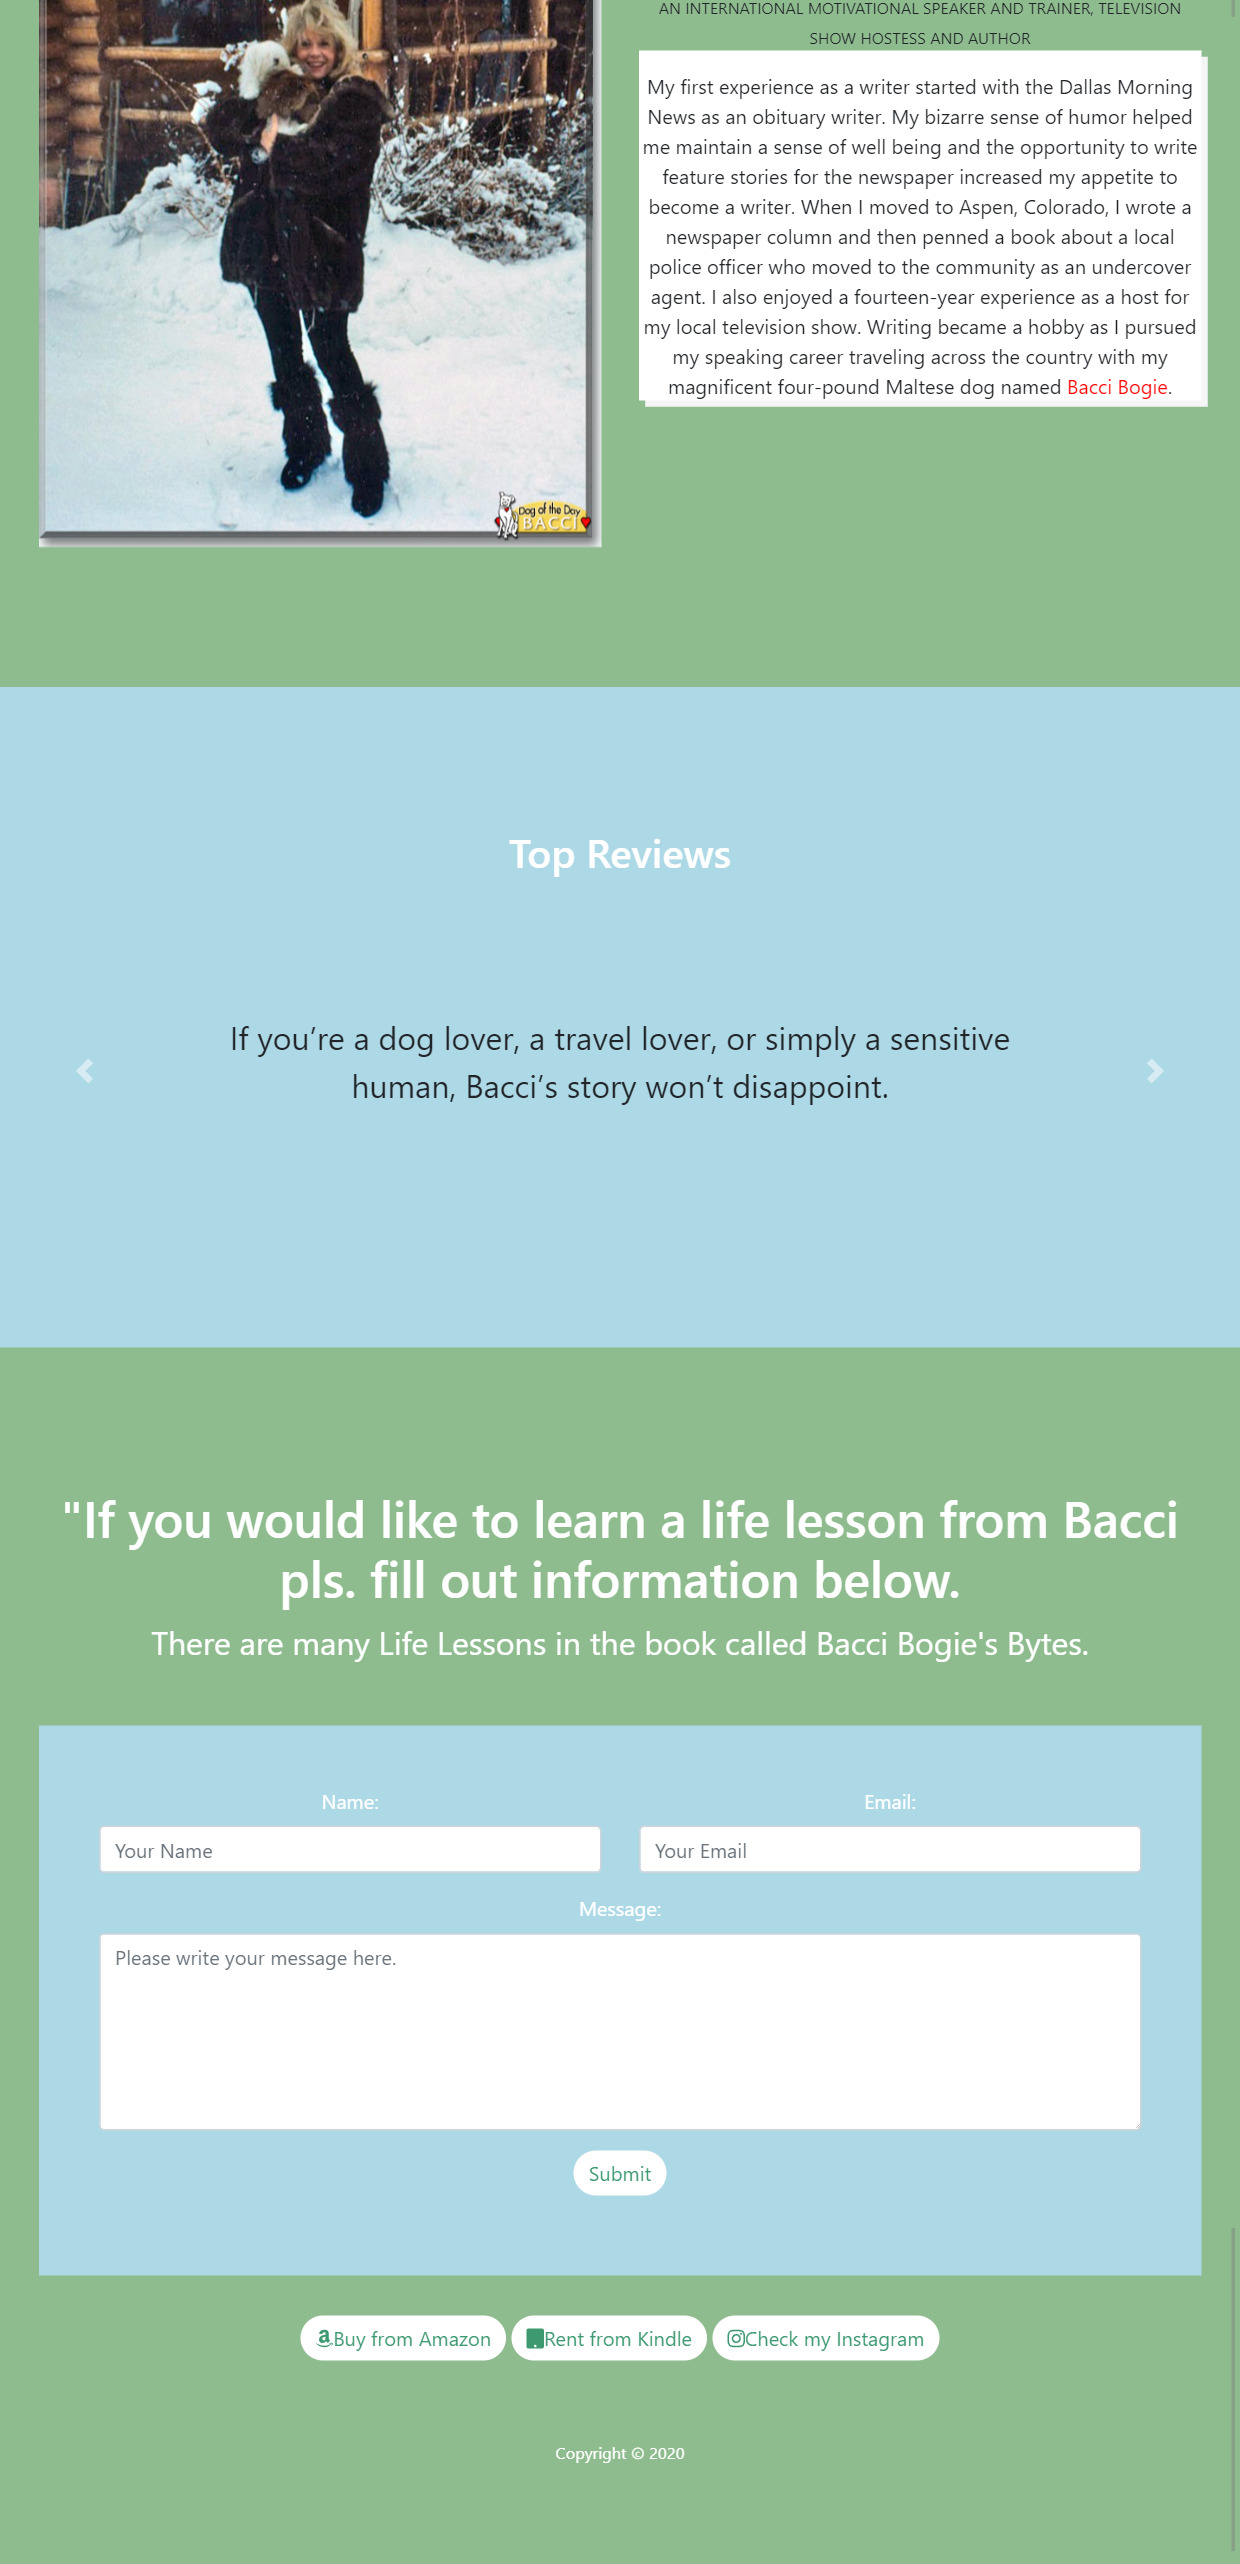 AN INTERNATIONAL MOTIVATIONAL SPEAKER AND TRAINER, TELEVISION
SHOW HOSTESS AND AUTHOR
My first experience as a writer started with the Dallas Morning
News as an obituary writer. My bizarre sense of humor helped
me maintain a sense of well being and the opportunity to write
feature stories for the newspaper increased my appetite to
become a writer. When I moved to Aspen, Colorado, I wrote a
newspaper column and then penned a book about a local
police officer who moved to the community as an undercover
agent. I also enjoyed a fourteen-year experience as a host for
my local television show. Writing became a hobby as I pursued
my speaking career traveling across the country with my
magnificent four-pound Maltese dog named Bacci Bogie.
Dog of the Day
BACCI
Top Reviews
If you’re a dog lover, a travel lover, or simply a sensitive
human, Bacci’s story won’t disappoint.
"If you would like to learn a life lesson from Bacci
pls. fill out information below.
There are many Life Lessons in the book called Bacci Bogie's Bytes.
Name:
Email:
Your Name
Your Email
Message:
Please write your message here.
Submit
Buy from Amazon
Rent from Kindle
Check my Instagram
Copyright © 2020